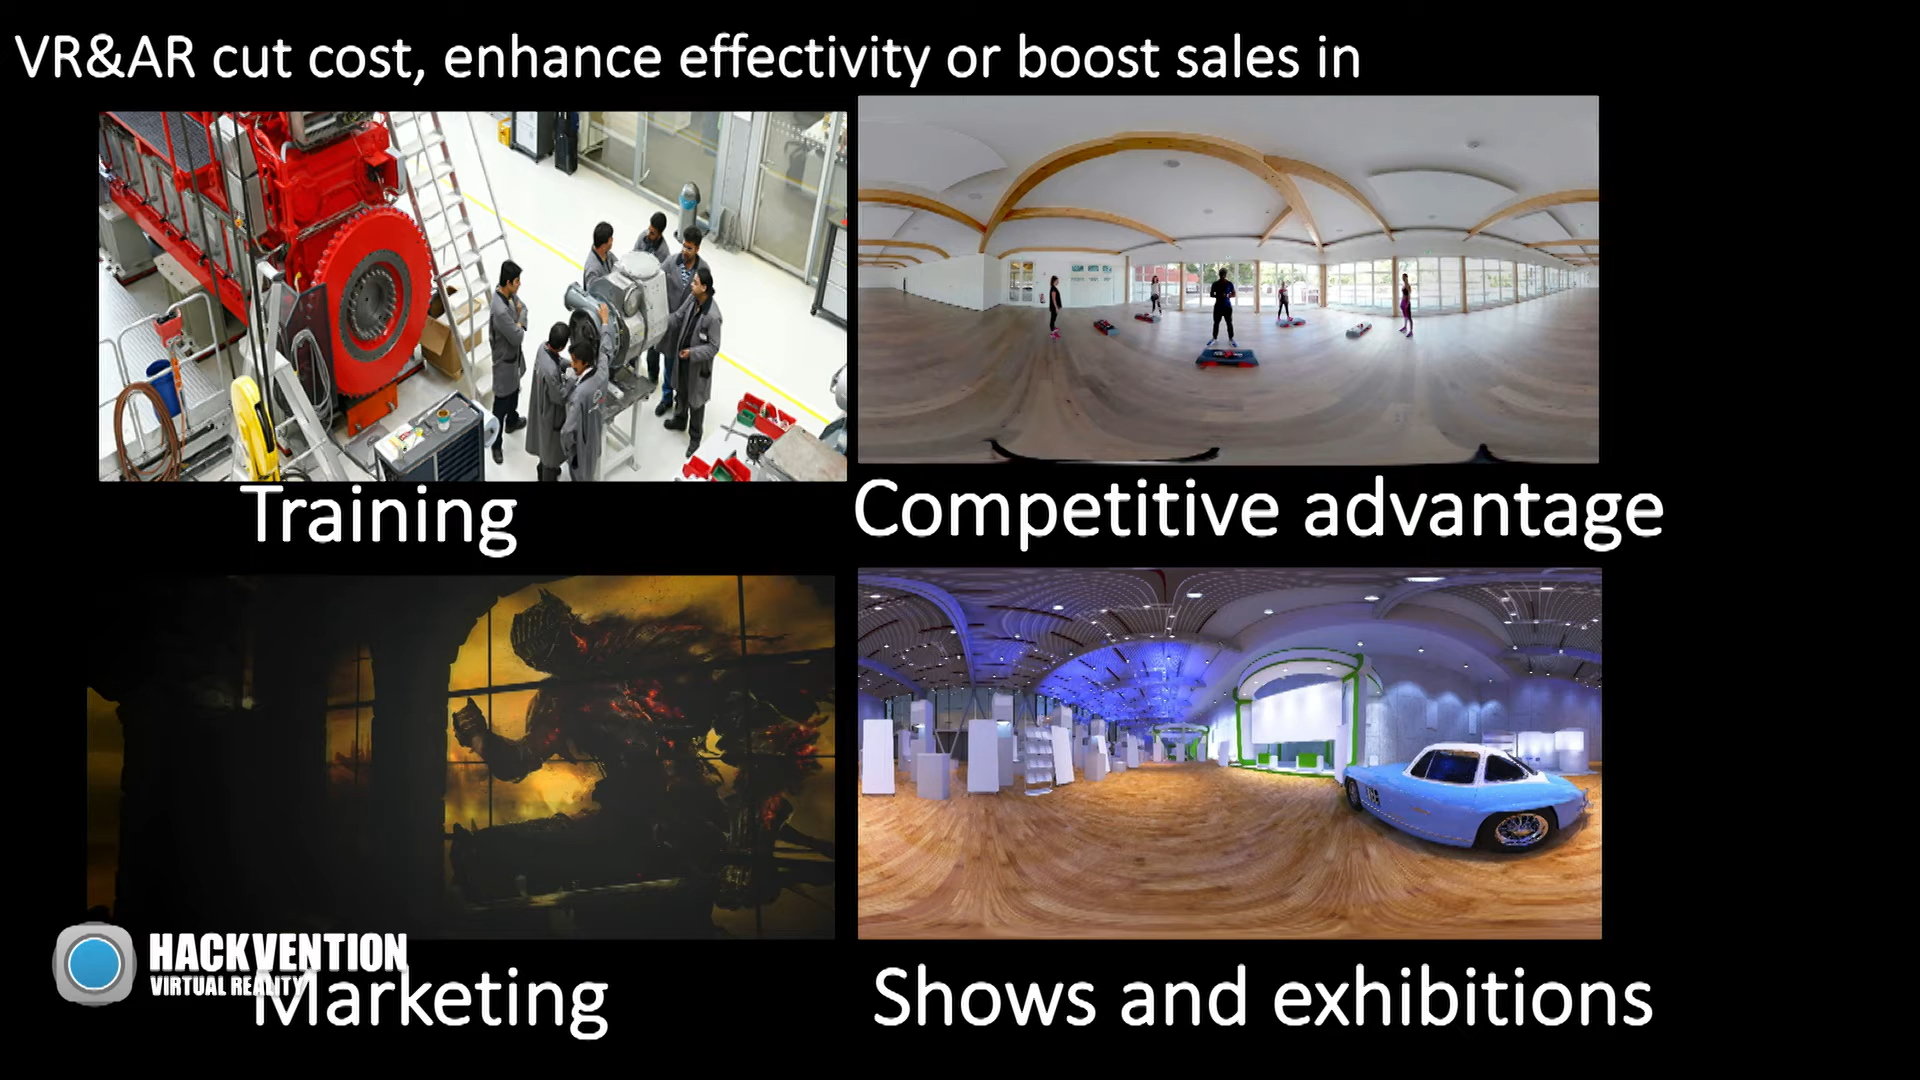 VR&AR cut cost, enhance effectivity or boost sales in
Training
Competitive advantage
Marketing
Shows and exhibitions
HACKVENTION
VIRTUAL REALITY